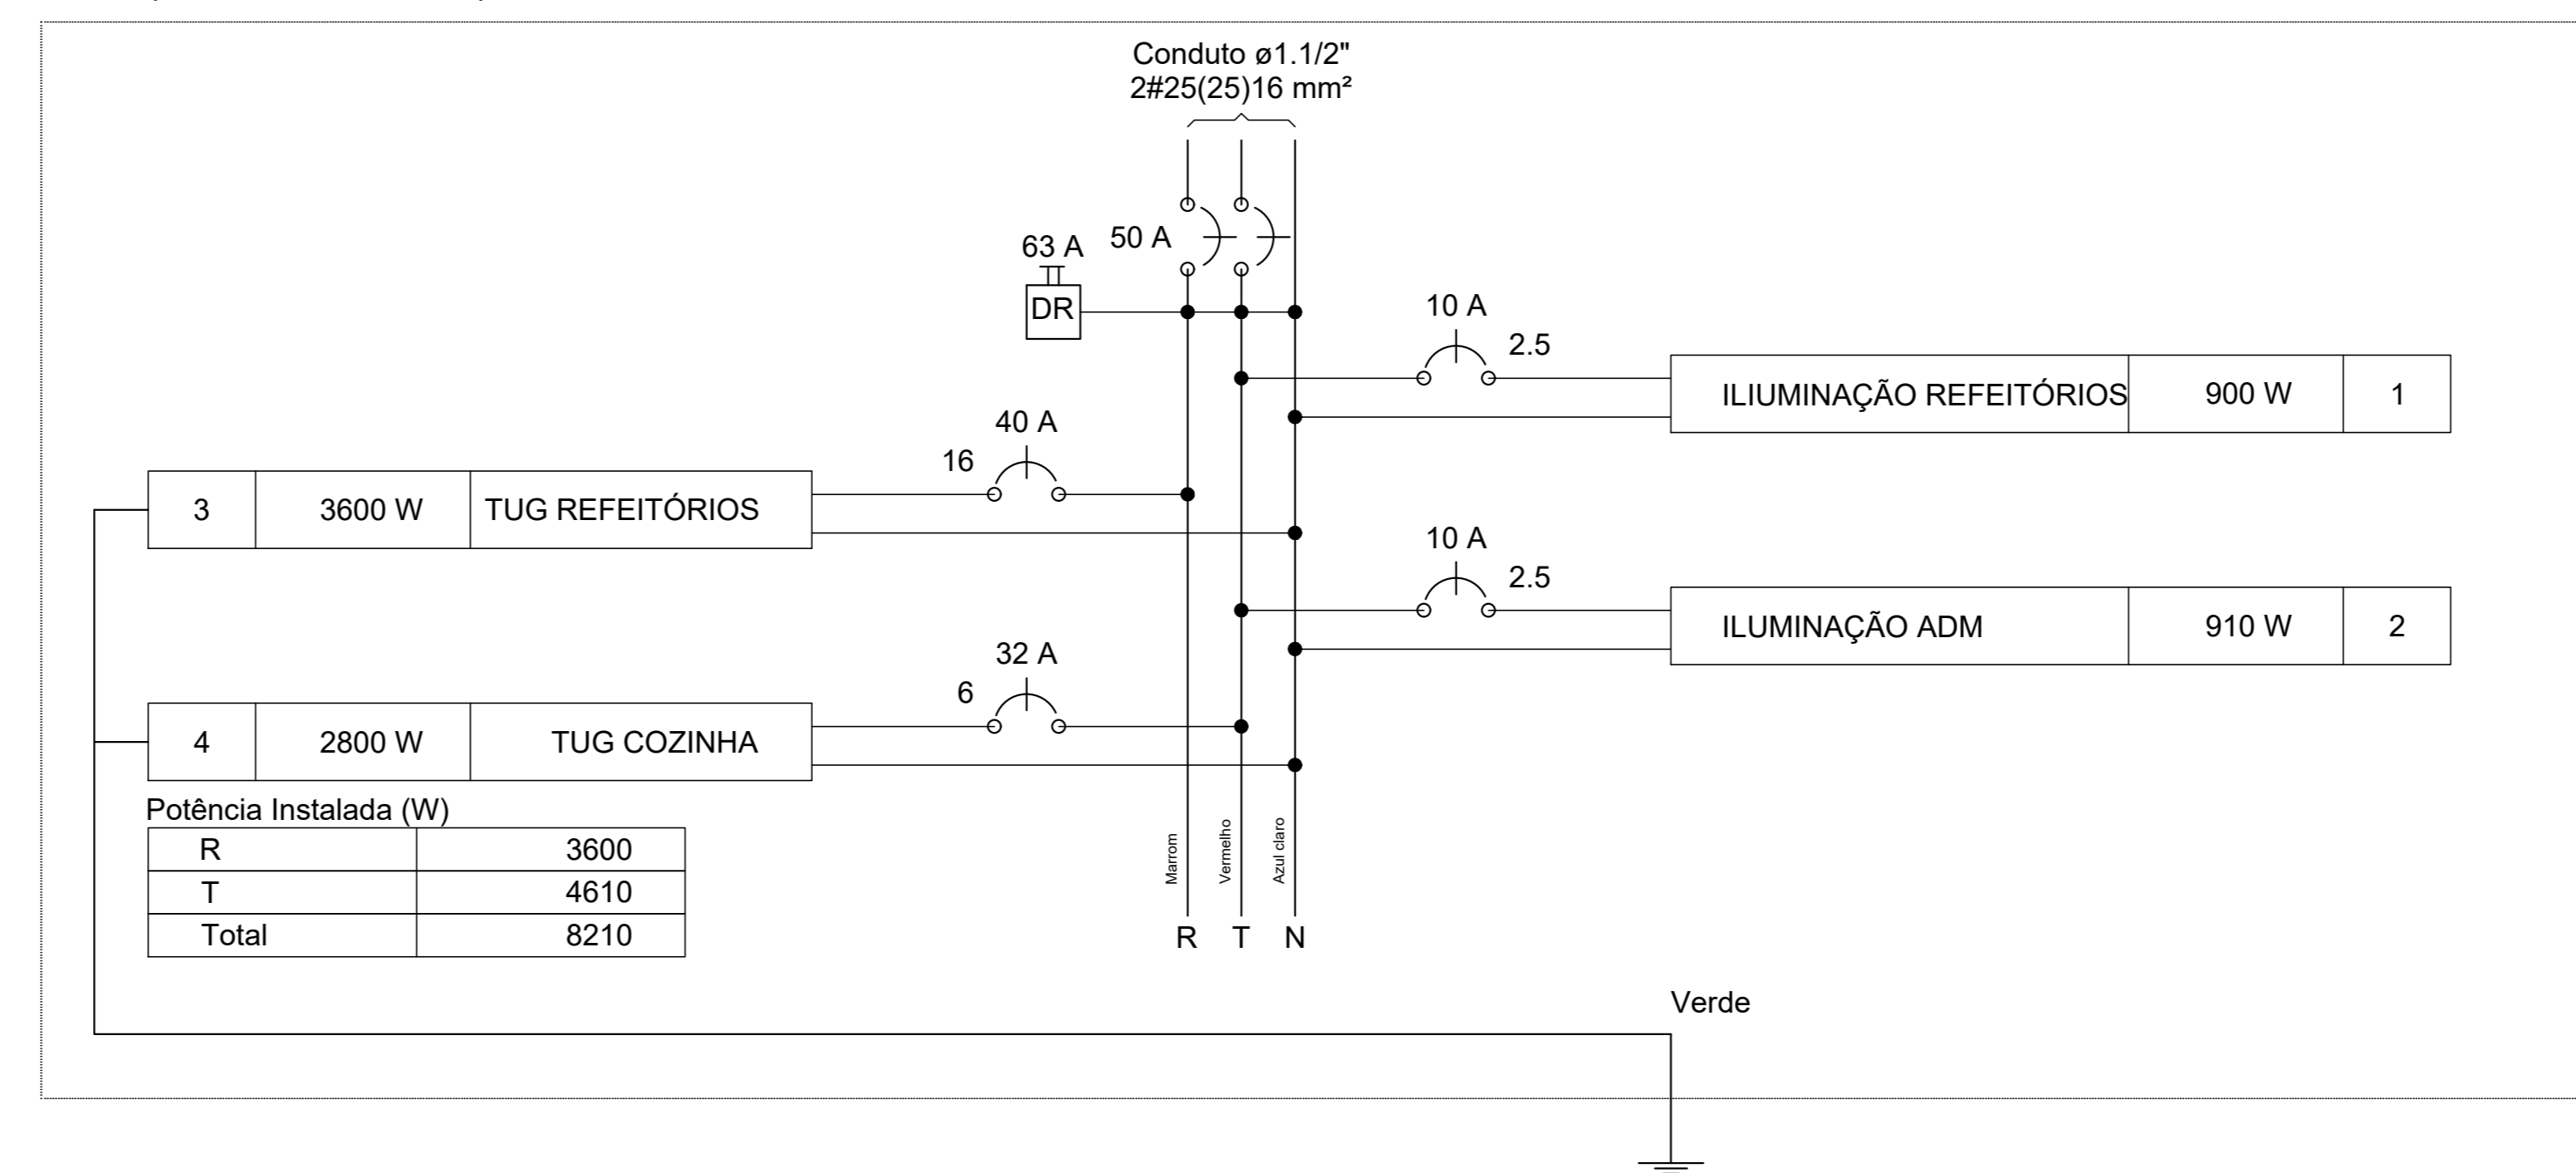 Conduto ø1.1/2"
2#25(25)16 mm²
63 A
50 A
DR
10 A
2.5
ILIUMINAÇÃO REFEITÓRIOS
900 W
1
40 A
16
3
3600 W
TUG REFEITÓRIOS
10 A
2.5
ILUMINAÇÃO ADM
910 W
2
32 A
6
4
2800 W
TUG COZINHA
Potência Instalada (W)
R 3600
T 4610
Total 8210
Marrom
Vermelho
Azul claro
R T N
Verde